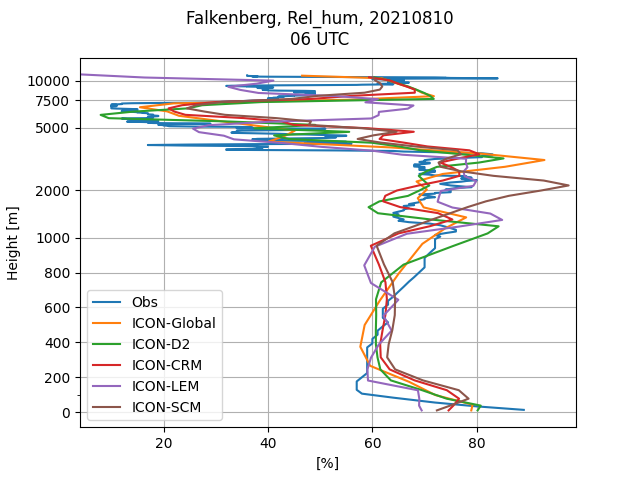 Falkenberg, Rel_hum, 20210810
06 UTC
10000
7500
5000
2000
1000
800
600
400
200
0
Height [m]
Obs
ICON-Global
ICON-D2
ICON-CRM
ICON-LEM
ICON-SCM
20 40 60 80
[%]